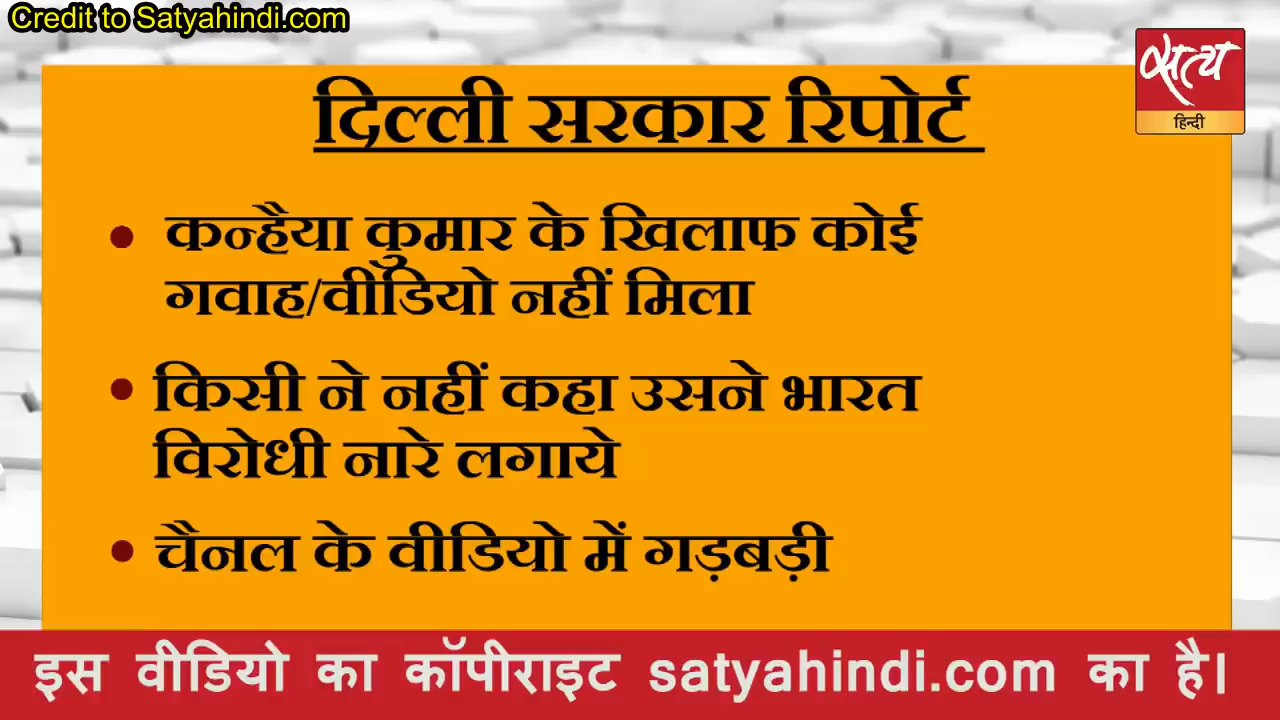 Credit to Satyahindi.com
सत्य
हिन्दी
दिल्ली सरकार रिपोर्ट
• कन्हैया कुमार के खिलाफ कोई
गवाह/वीडियो नहीं मिला
• किसी ने नहीं कहा उसने भारत
विरोधी नारे लगाये
• चैनल के वीडियो में गड़बड़ी
इस वीडियो का कॉपीराइट satyahindi.com का है।